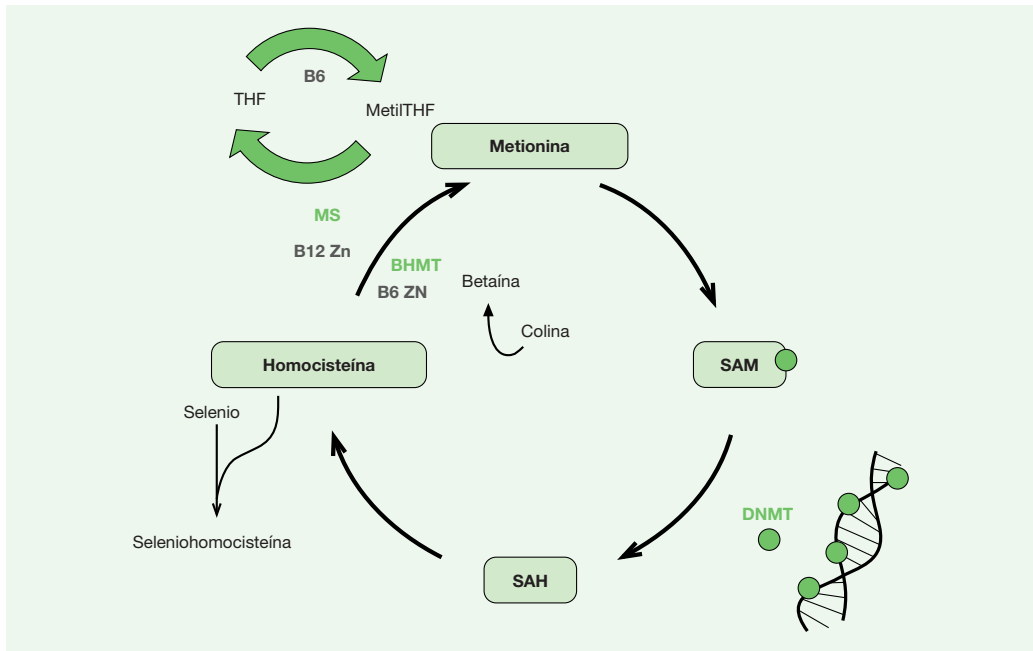 B6
THF
MetilTHF
Metionina
MS
B12 Zn
BHMT
B6 ZN
Betaína
Colina
Homocisteína
SAM
Selenio
DNMT
Seleniohomocisteína
SAH